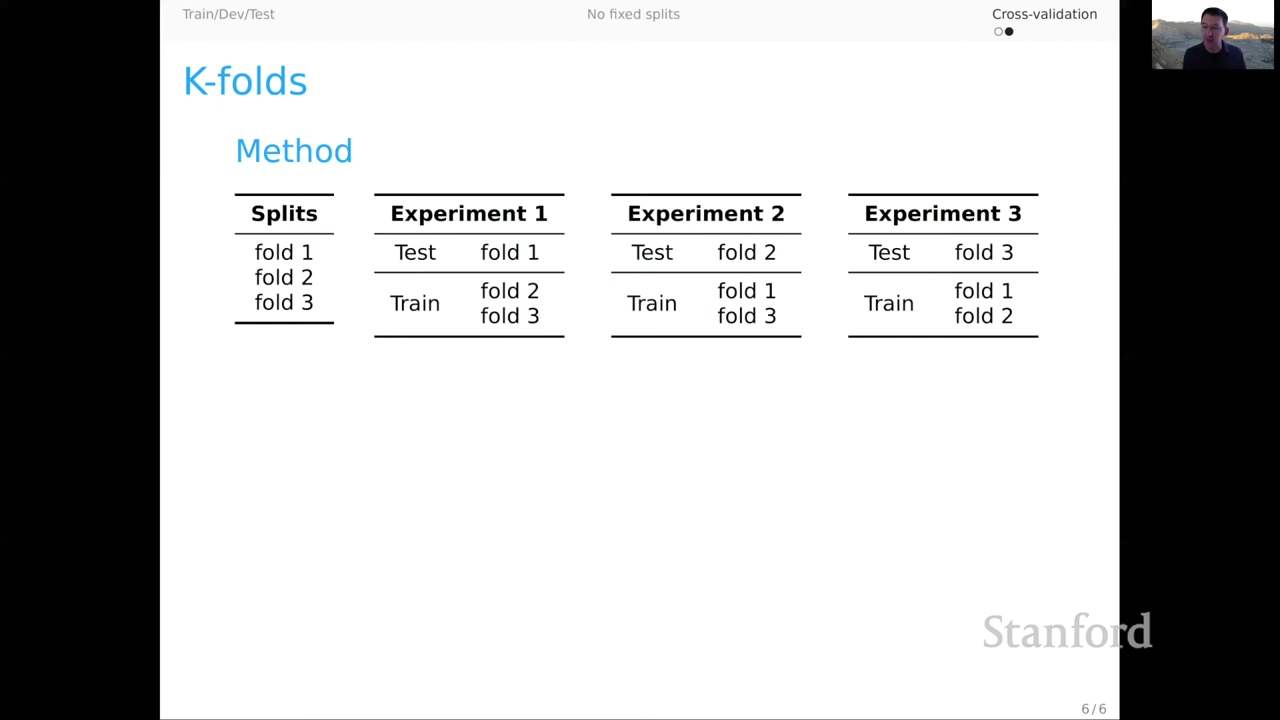 Train/Dev/Test
No fixed splits
Cross-validation
K-folds
Method
Splits
fold 1
fold 2
fold 3
Experiment 1
Test fold 1
Train fold 2
fold 3
Experiment 2
Test fold 2
Train fold 1
fold 3
Experiment 3
Test fold 3
Train fold 1
fold 2
Stanford
6/6